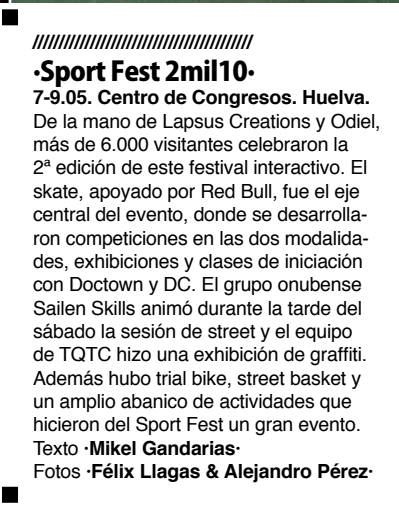 ////////////////////////////////////////////
·Sport Fest 2mil10·
7-9.05. Centro de Congresos. Huelva.
De la mano de Lapsus Creations y Odiel,
más de 6.000 visitantes celebraron la
2ª edición de este festival interactivo. El
skate, apoyado por Red Bull, fue el eje
central del evento, donde se desarrolla-
ron competiciones en las dos modalida-
des, exhibiciones y clases de iniciación
con Doctown y DC. El grupo onubense
Sailen Skills animó durante la tarde del
sábado la sesión de street y el equipo
de TQTC hizo una exhibición de graffiti.
Además hubo trial bike, street basket y
un amplio abanico de actividades que
hicieron del Sport Fest un gran evento.
Texto ·Mikel Gandarias·
Fotos ·Félix Llagas & Alejandro Pérez·